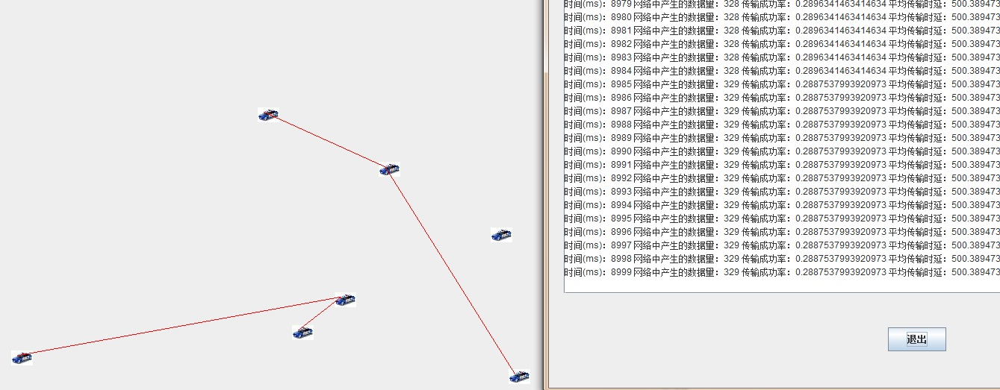 时间(ms)：8979 网络中产生的数据量：328 传输成功率：0.2896341463414634 平均传输时延：500.389473
时间(ms)：8980 网络中产生的数据量：328 传输成功率：0.2896341463414634 平均传输时延：500.389473
时间(ms)：8981 网络中产生的数据量：328 传输成功率：0.2896341463414634 平均传输时延：500.389473
时间(ms)：8982 网络中产生的数据量：328 传输成功率：0.2896341463414634 平均传输时延：500.389473
时间(ms)：8983 网络中产生的数据量：328 传输成功率：0.2896341463414634 平均传输时延：500.389473
时间(ms)：8984 网络中产生的数据量：328 传输成功率：0.2896341463414634 平均传输时延：500.389473
时间(ms)：8985 网络中产生的数据量：329 传输成功率：0.2887537993920973 平均传输时延：500.389473
时间(ms)：8986 网络中产生的数据量：329 传输成功率：0.2887537993920973 平均传输时延：500.389473
时间(ms)：8987 网络中产生的数据量：329 传输成功率：0.2887537993920973 平均传输时延：500.389473
时间(ms)：8988 网络中产生的数据量：329 传输成功率：0.2887537993920973 平均传输时延：500.389473
时间(ms)：8989 网络中产生的数据量：329 传输成功率：0.2887537993920973 平均传输时延：500.389473
时间(ms)：8990 网络中产生的数据量：329 传输成功率：0.2887537993920973 平均传输时延：500.389473
时间(ms)：8991 网络中产生的数据量：329 传输成功率：0.2887537993920973 平均传输时延：500.389473
时间(ms)：8992 网络中产生的数据量：329 传输成功率：0.2887537993920973 平均传输时延：500.389473
时间(ms)：8993 网络中产生的数据量：329 传输成功率：0.2887537993920973 平均传输时延：500.389473
时间(ms)：8994 网络中产生的数据量：329 传输成功率：0.2887537993920973 平均传输时延：500.389473
时间(ms)：8995 网络中产生的数据量：329 传输成功率：0.2887537993920973 平均传输时延：500.389473
时间(ms)：8996 网络中产生的数据量：329 传输成功率：0.2887537993920973 平均传输时延：500.389473
时间(ms)：8997 网络中产生的数据量：329 传输成功率：0.2887537993920973 平均传输时延：500.389473
时间(ms)：8998 网络中产生的数据量：329 传输成功率：0.2887537993920973 平均传输时延：500.389473
时间(ms)：8999 网络中产生的数据量：329 传输成功率：0.2887537993920973 平均传输时延：500.389473
退出